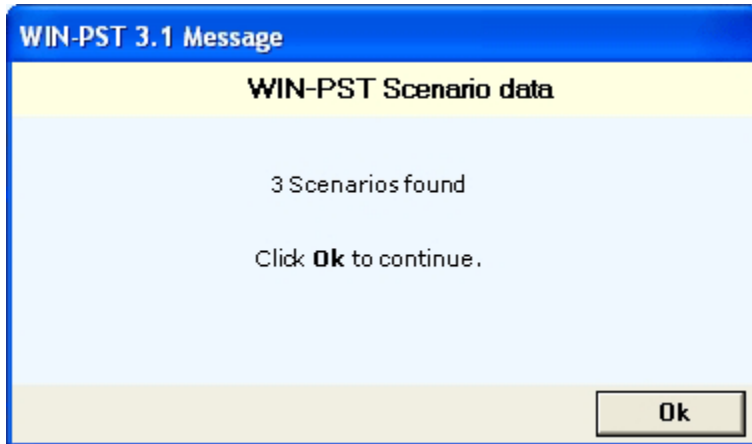 WIN-PST 3.1 Message
WIN-PST Scenario data
3 Scenarios found
Click Ok to continue.
Ok